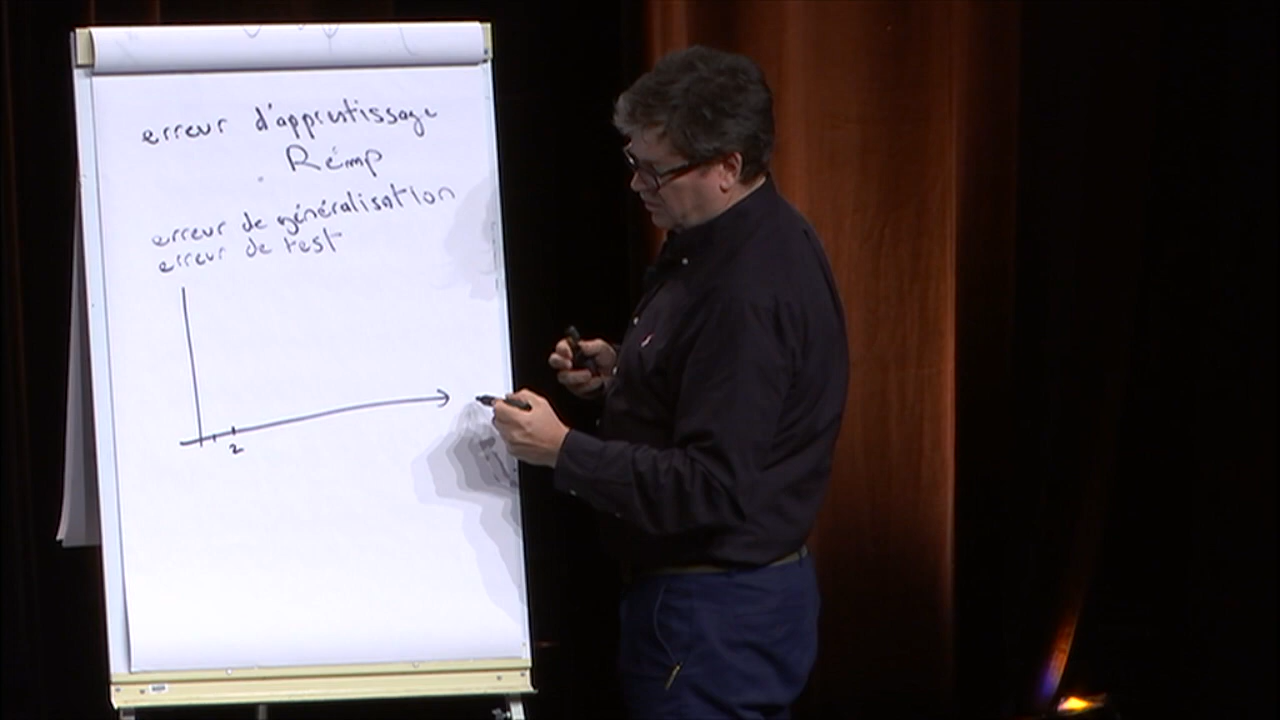 erreur d'apprentissage
Rémp
erreur de généralisation
erreur de test
2